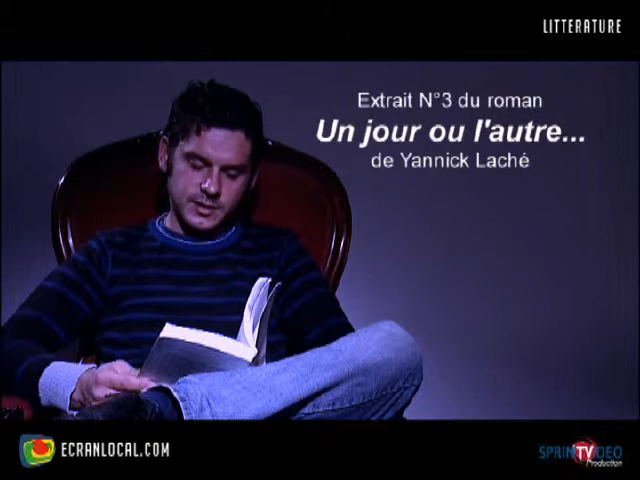 LITTERATURE
Extrait N°3 du roman
Un jour ou l'autre...
de Yannick Laché
ECRANLOCAL.COM
SPRINTVIDEO
Production